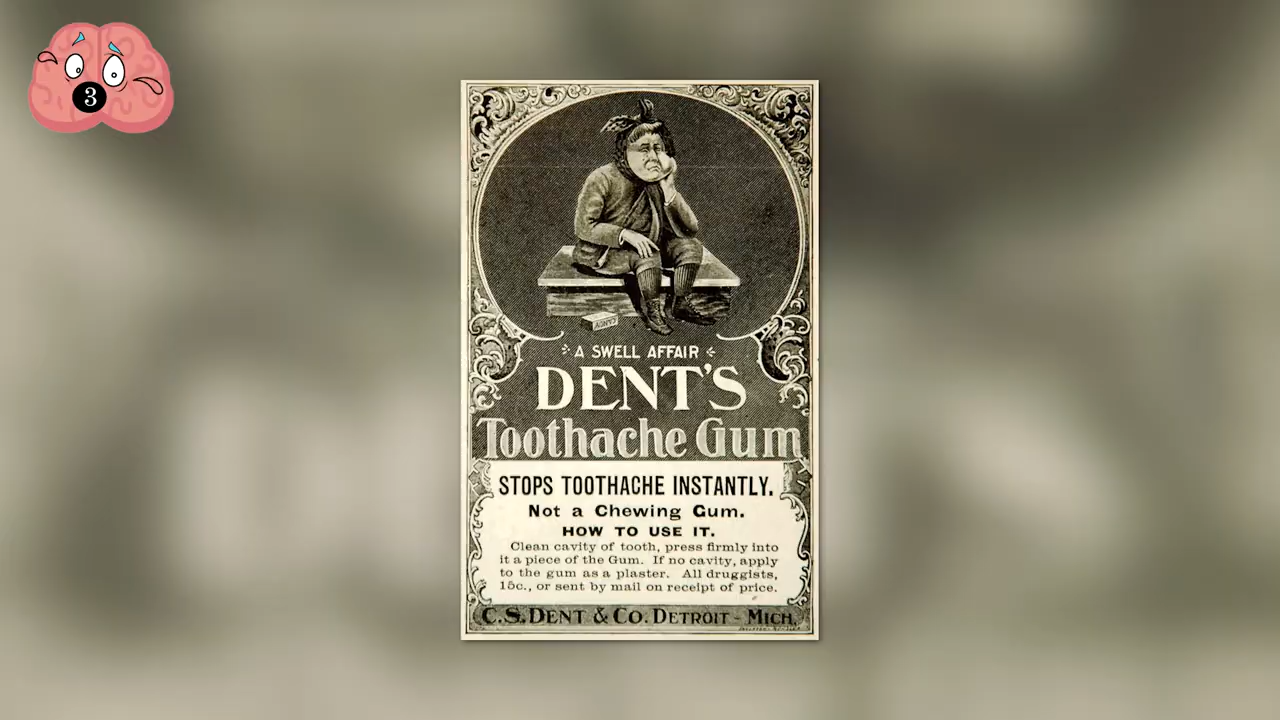 3
CANDY
A SWELL AFFAIR
DENT'S
Toothache Gum
STOPS TOOTHACHE INSTANTLY.
Not a Chewing Gum.
HOW TO USE IT.
Clean cavity of tooth, press firmly into
it a piece of the Gum. If no cavity, apply
to the gum as a plaster. All druggists,
15c., or sent by mail on receipt of price.
C.S. DENT & CO. DETROIT - MICH.